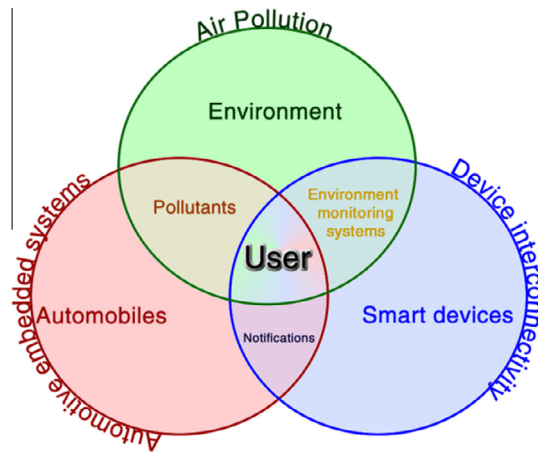 Air Pollution
Environment
Pollutants
Environment
monitoring
systems
User
Automobiles
Smart devices
Notifications
Automotive embedded systems
Device interconnectivity